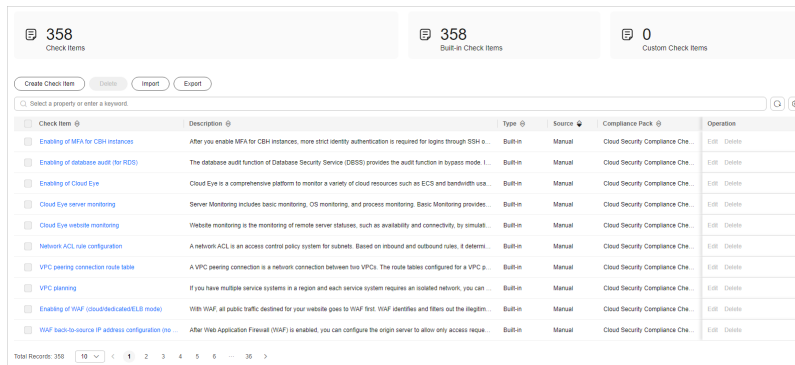 358
Check Items
358
Built-in Check Items
0
Custom Check Items
Create Check Item Delete Import Export
Select a property or enter a keyword.
Check Item Description Type Source Compliance Pack Operation
Enabling of MFA for CBH instances After you enable MFA for CBH instances, more strict identity authentication is required for logins through SSH o... Built-in Manual Cloud Security Compliance Che... Edit Delete
Enabling of database audit (for RDS) The database audit function of Database Security Service (DBSS) provides the audit function in bypass mode. I... Built-in Manual Cloud Security Compliance Che... Edit Delete
Enabling of Cloud Eye Cloud Eye is a comprehensive platform to monitor a variety of cloud resources such as ECS and bandwidth usa... Built-in Manual Cloud Security Compliance Che... Edit Delete
Cloud Eye server monitoring Server Monitoring includes basic monitoring, OS monitoring, and process monitoring. Basic Monitoring provides... Built-in Manual Cloud Security Compliance Che... Edit Delete
Cloud Eye website monitoring Website monitoring is the monitoring of remote server statuses, such as availability and connectivity, by simulati... Built-in Manual Cloud Security Compliance Che... Edit Delete
Network ACL rule configuration A network ACL is an access control policy system for subnets. Based on inbound and outbound rules, it determi... Built-in Manual Cloud Security Compliance Che... Edit Delete
VPC peering connection route table A VPC peering connection is a network connection between two VPCs. The route tables configured for a VPC p... Built-in Manual Cloud Security Compliance Che... Edit Delete
VPC planning If you have multiple service systems in a region and each service system requires an isolated network, you can ... Built-in Manual Cloud Security Compliance Che... Edit Delete
Enabling of WAF (cloud/dedicated/ELB mode) With WAF, all public traffic destined for your website goes to WAF first. WAF identifies and filters out the illegitim... Built-in Manual Cloud Security Compliance Che... Edit Delete
WAF back-to-source IP address configuration (no ... After Web Application Firewall (WAF) is enabled, you can configure the origin server to allow only access reque... Built-in Manual Cloud Security Compliance Che... Edit Delete
Total Records: 358 10 < 1 2 3 4 5 6 ... 36 >